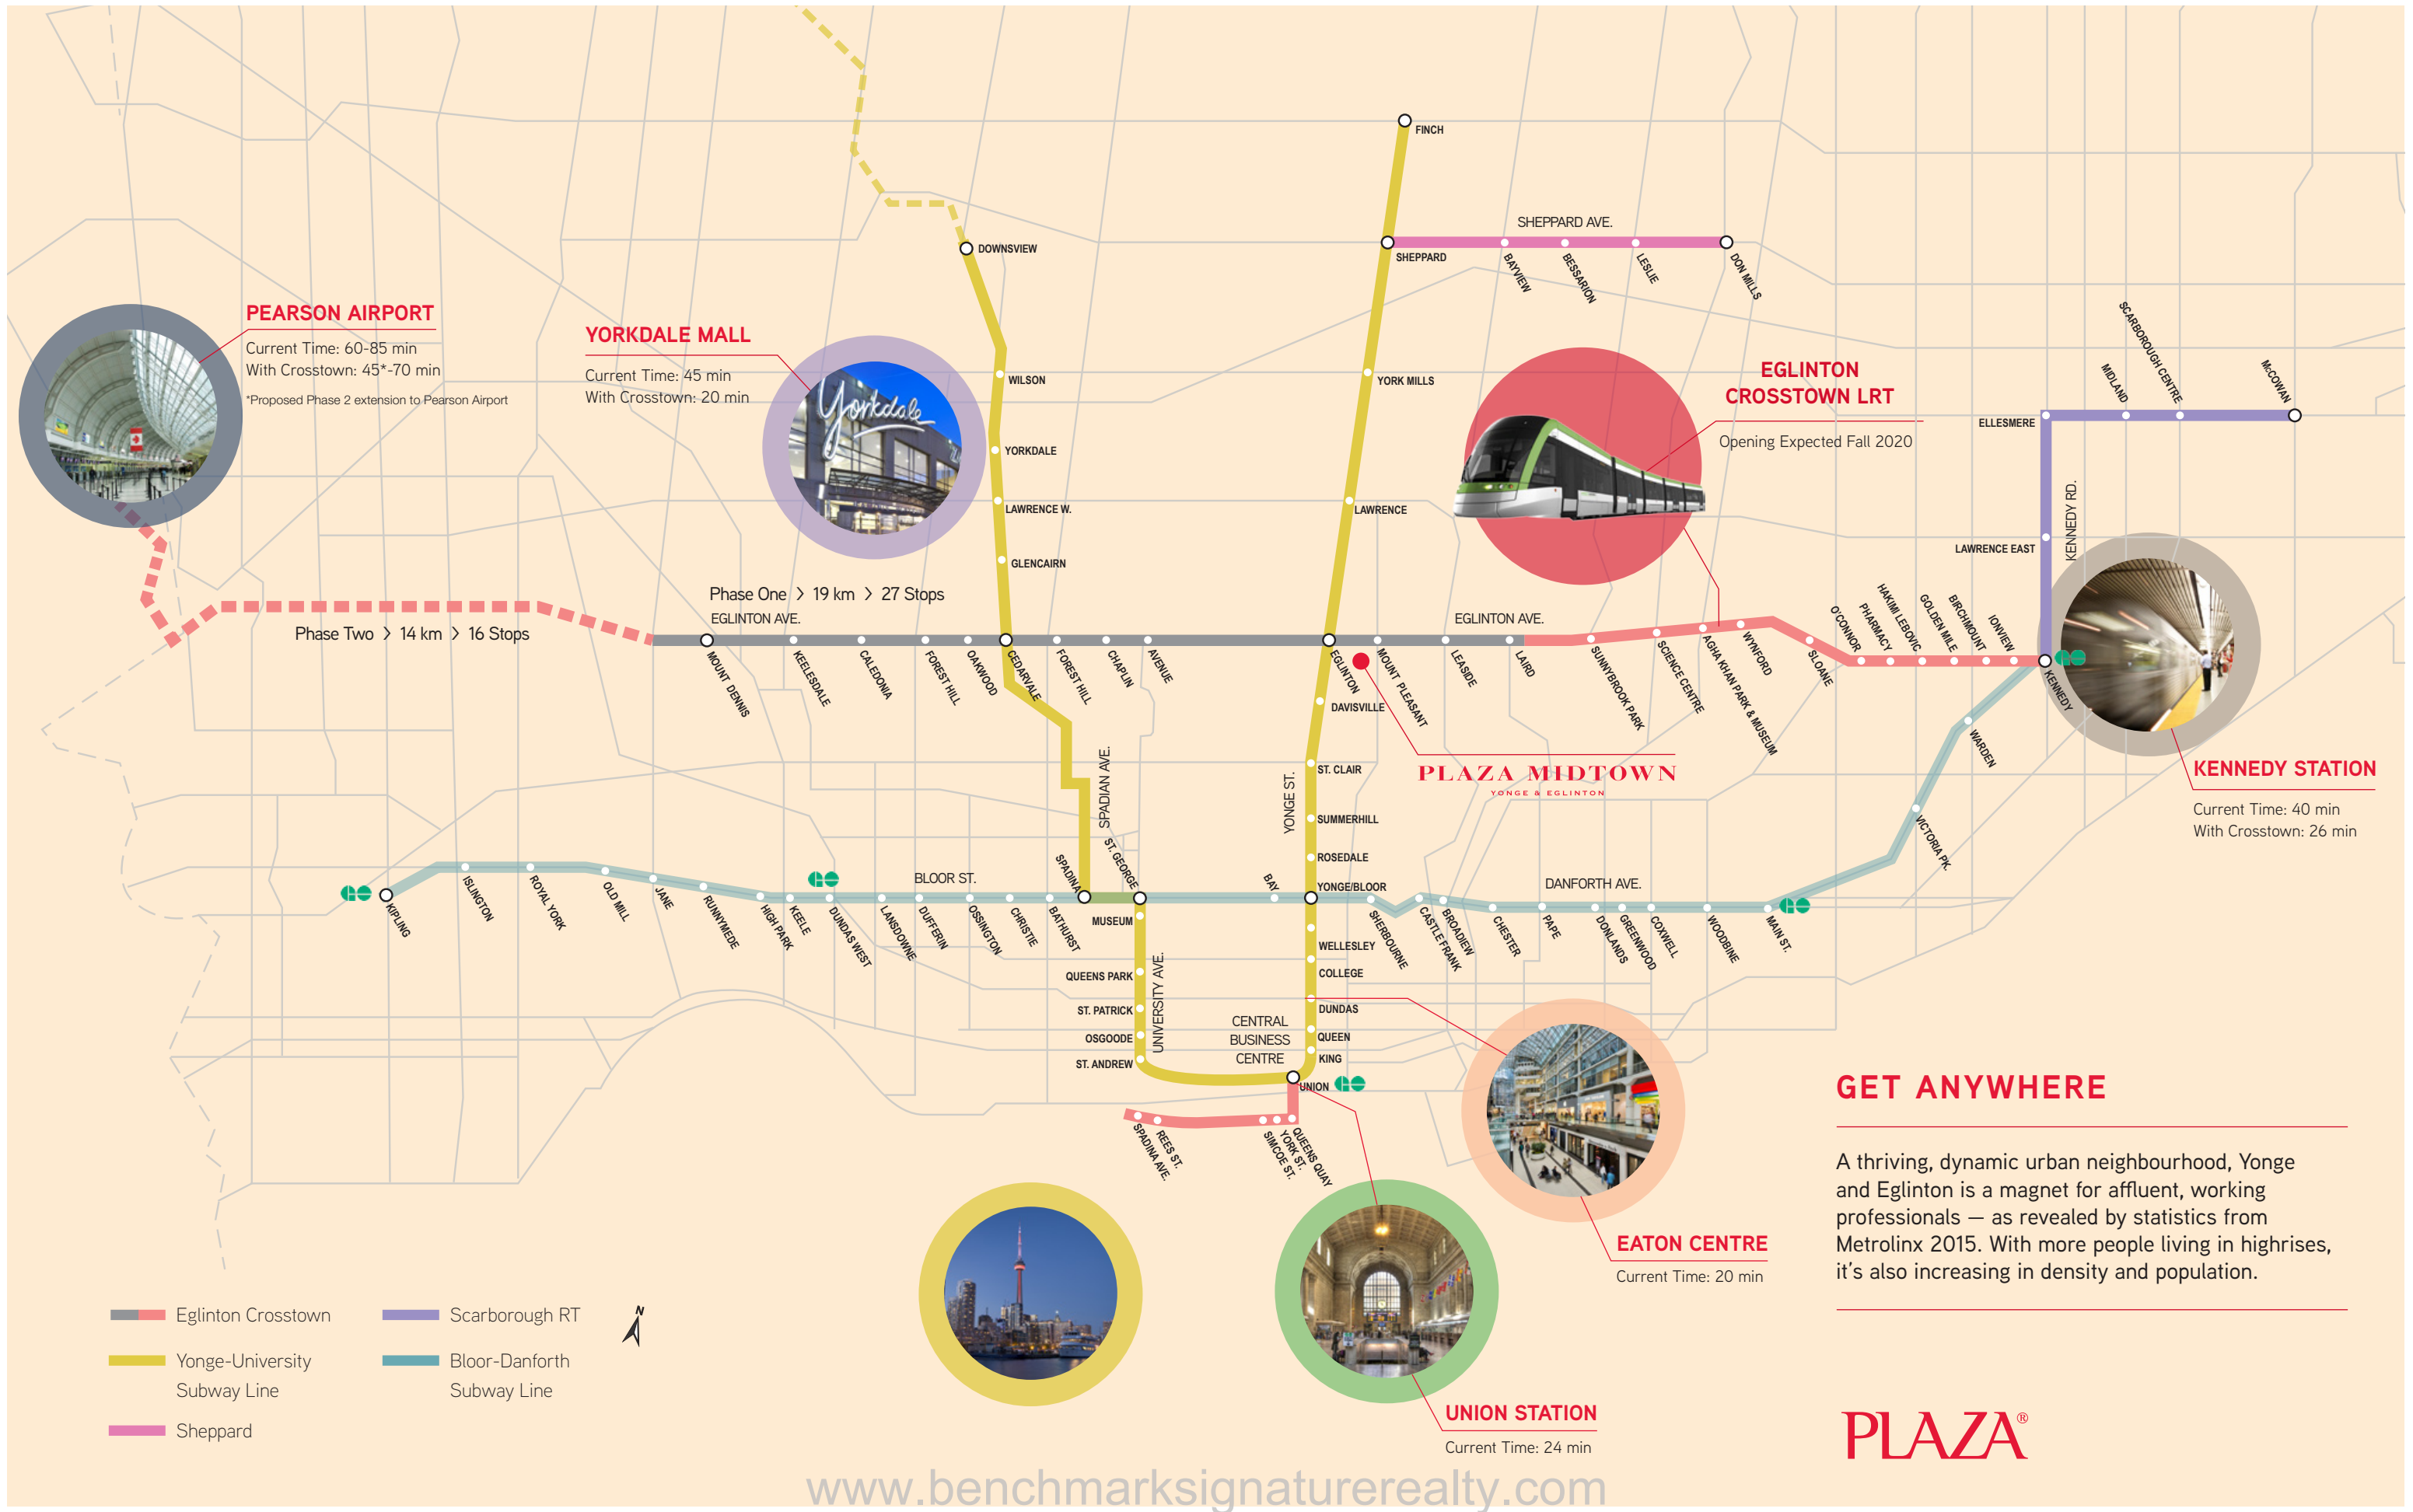 FINCH
SHEPPARD AVE.
DOWNSVIEW
SHEPPARD
BAYVIEW
BESSARION
LESLIE
DON MILLS
PEARSON AIRPORT
Current Time: 60-85 min
With Crosstown: 45*-70 min
*Proposed Phase 2 extension to Pearson Airport
YORKDALE MALL
Current Time: 45 min
With Crosstown: 20 min
Yorkdale
WILSON
YORKDALE
LAWRENCE W.
GLENCAIRN
YORK MILLS
LAWRENCE
EGLINTON
CROSSTOWN LRT
Opening Expected Fall 2020
SCARBOROUGH CENTRE
MIDLAND
McCOWAN
ELLESMERE
KENNEDY RD.
LAWRENCE EAST
Phase One > 19 km > 27 Stops
EGLINTON AVE.
Phase Two > 14 km > 16 Stops
EGLINTON AVE.
MOUNT DENNIS
KEELESDALE
CALEDONIA
FOREST HILL
OAKWOOD
CEDARVALE
FOREST HILL
CHAPLIN
AVENUE
EGLINTON
MOUNT PLEASANT
LEASIDE
LAIRD
SUNNYBROOK PARK
SCIENCE CENTRE
AGHA KHAN PARK & MUSEUM
WYNFORD
SLOANE
O'CONNOR
PHARMACY
HAKIMI LEBOVIC
GOLDEN MILE
BIRCHMOUNT
IONVIEW
KENNEDY
DAVISVILLE
PLAZA MIDTOWN
YONGE & EGLINTON
WARDEN
VICTORIA PK.
KENNEDY STATION
Current Time: 40 min
With Crosstown: 26 min
SPADIAN AVE.
YONGE ST.
ST. CLAIR
SUMMERHILL
ROSEDALE
YONGE/BLOOR
BLOOR ST.
DANFORTH AVE.
KIPLING
ISLINGTON
ROYAL YORK
OLD MILL
JANE
RUNNYMEDE
HIGH PARK
KEELE
DUNDAS WEST
LANSDOWNE
DUFFERIN
OSSINGTON
CHRISTIE
BATHURST
SPADINA
ST. GEORGE
BAY
SHERBOURNE
CASTLE FRANK
BROADIEW
CHESTER
PAPE
DONLANDS
GREENWOOD
COXWELL
WOODBINE
MAIN ST.
MUSEUM
QUEENS PARK
ST. PATRICK
OSGOODE
ST. ANDREW
UNIVERSITY AVE.
WELLESLEY
COLLEGE
DUNDAS
QUEEN
KING
UNION
CENTRAL
BUSINESS
CENTRE
SPADINA AVE.
REES ST.
SIMCOE ST.
YORK ST.
QUEENS QUAY
EATON CENTRE
Current Time: 20 min
UNION STATION
Current Time: 24 min
GET ANYWHERE
A thriving, dynamic urban neighbourhood, Yonge
and Eglinton is a magnet for affluent, working
professionals — as revealed by statistics from
Metrolinx 2015. With more people living in highrises,
it's also increasing in density and population.
Eglinton Crosstown
Scarborough RT
N
Yonge-University
Subway Line
Bloor-Danforth
Subway Line
Sheppard
PLAZA®
www.benchmarksignaturerealty.com